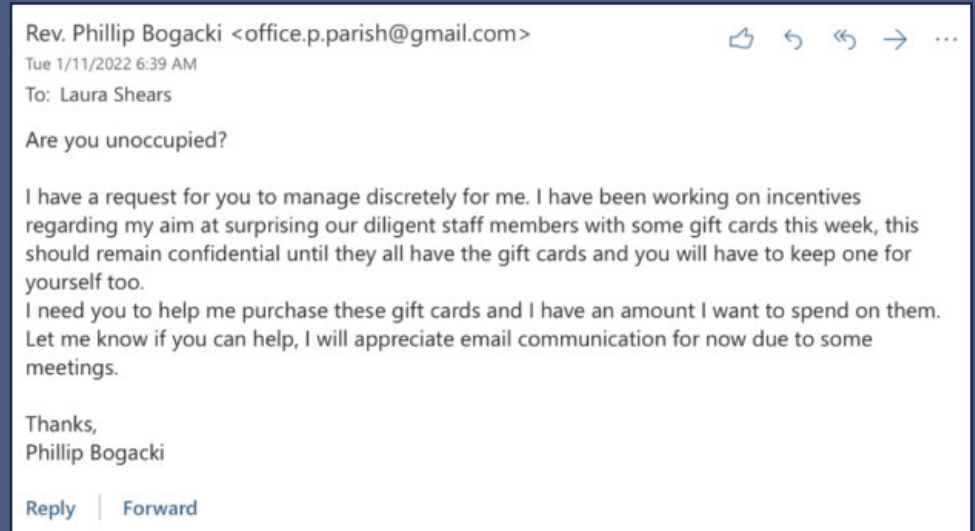 Rev. Phillip Bogacki <office.p.parish@gmail.com>
Tue 1/11/2022 6:39 AM
To: Laura Shears
Are you unoccupied?
I have a request for you to manage discretely for me. I have been working on incentives
regarding my aim at surprising our diligent staff members with some gift cards this week, this
should remain confidential until they all have the gift cards and you will have to keep one for
yourself too.
I need you to help me purchase these gift cards and I have an amount I want to spend on them.
Let me know if you can help, I will appreciate email communication for now due to some
meetings.
Thanks,
Phillip Bogacki
Reply | Forward